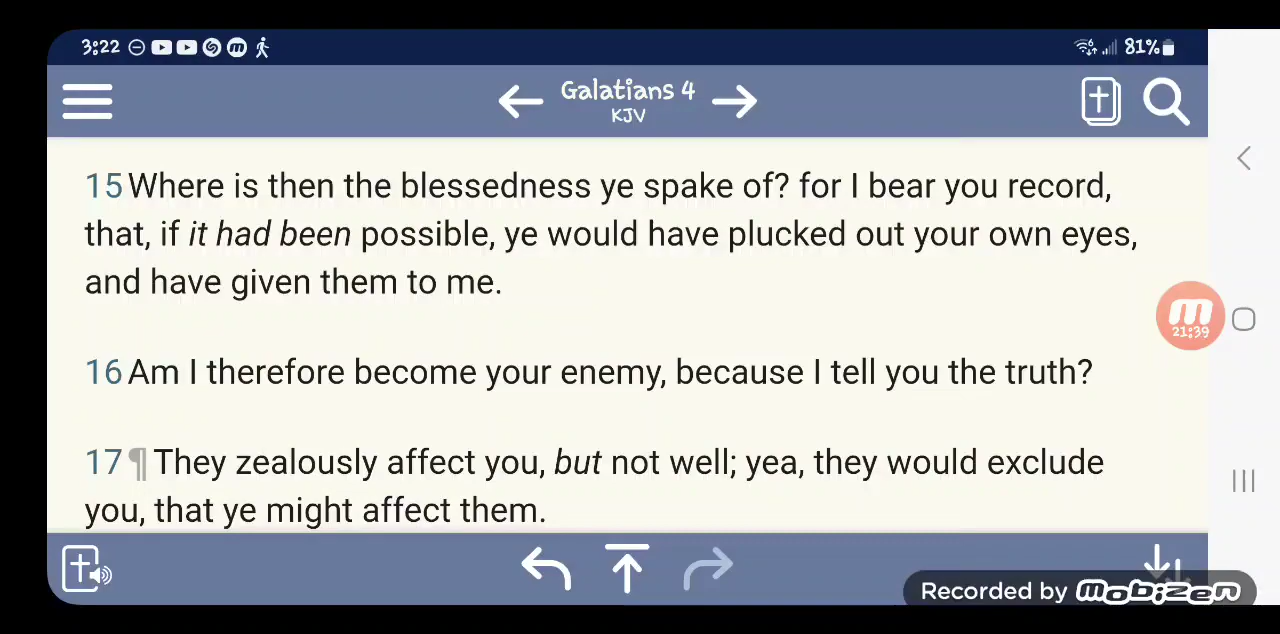 3:22 81%
Galatians 4
KJV
15 Where is then the blessedness ye spake of? for I bear you record,
that, if it had been possible, ye would have plucked out your own eyes,
and have given them to me.
16 Am I therefore become your enemy, because I tell you the truth?
21:39
17 ¶ They zealously affect you, but not well; yea, they would exclude
you, that ye might affect them.
Recorded by Mobizen